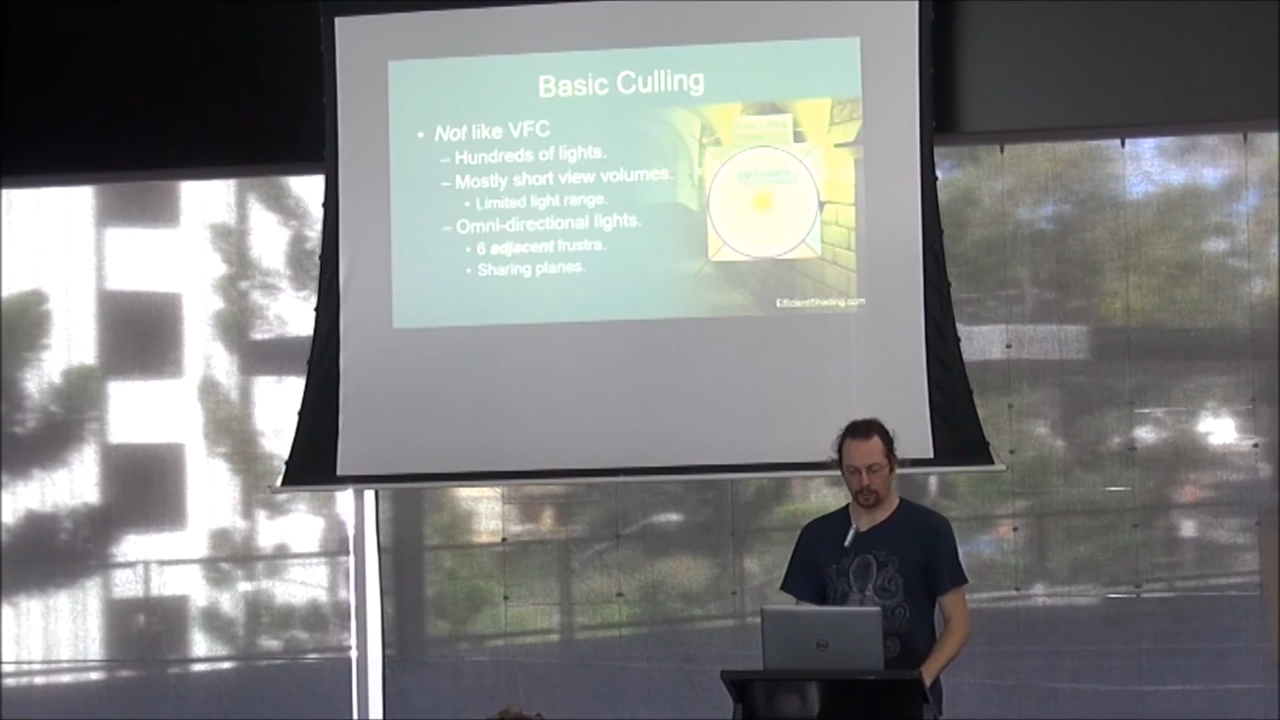 Basic Culling
• Not like VFC
– Hundreds of lights.
– Mostly short view volumes.
• Limited light range.
– Omni-directional lights.
• 6 adjacent frustra.
• Sharing planes.
EfficientShading.com
DELL